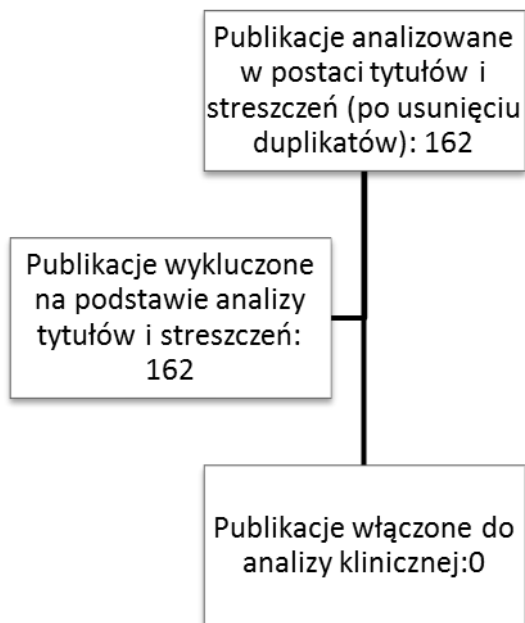 Publikacje analizowane
w postaci tytułów i
streszczeń (po usunięciu
duplikatów): 162
Publikacje wykluczone
na podstawie analizy
tytułów i streszczeń:
162
Publikacje włączone do
analizy klinicznej:0